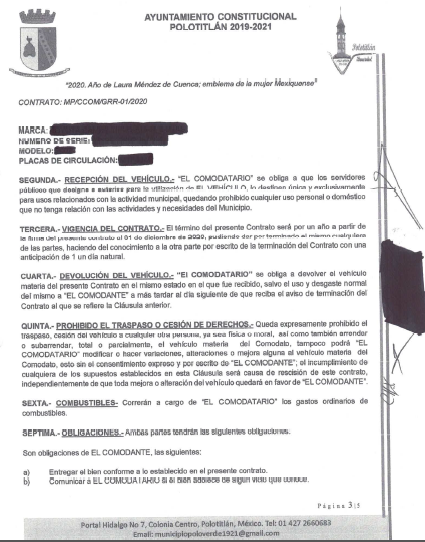 AYUNTAMIENTO CONSTITUCIONAL
POLOTITLÁN 2019-2021
Polotitlán
"2020. Año de Laura Méndez de Cuenca; emblema de la mujer Mexiquense"
CONTRATO: MP/CCOM/GRR-01/2020
MARCA:
NUMERO DE SERIE:
MODELO:
PLACAS DE CIRCULACIÓN:
SEGUNDA.- RECEPCIÓN DEL VEHÍCULO.- "EL COMODATARIO" se obliga a que los servidores
públicos que designe o autorice para la utilización de EL VEHÍCULO, lo destinen única y exclusivamente
para usos relacionados con la actividad municipal, quedando prohibido cualquier uso personal o doméstico
que no tenga relación con las actividades y necesidades del Municipio.
TERCERA.- VIGENCIA DEL CONTRATO.- El término del presente Contrato será por un año a partir de
la firma del presente contrato 01 de diciembre de 2020, pudiendo dar por terminado el mismo cualquiera
de las partes, haciendo del conocimiento a la otra parte por escrito de la terminación del Contrato con una
anticipación de 1 un día natural.
CUARTA.- DEVOLUCIÓN DEL VEHÍCULO.- "El COMODATARIO" se obliga a devolver el vehículo
materia del presente Contrato en el mismo estado en el que fue recibido, salvo el uso y desgaste normal
del mismo a "EL COMODANTE" a más tardar al día siguiente de que reciba el aviso de terminación del
Contrato al que se refiere la Cláusula anterior.
QUINTA.- PROHIBIDO EL TRASPASO O CESIÓN DE DERECHOS.- Queda expresamente prohibido el
traspaso, cesión del vehículo a cualquier otra persona, ya sea física o moral, así como también arrendar
o subarrendar, total o parcialmente, el vehículo materia del Comodato, tampoco podrá "EL
COMODATARIO" modificar o hacer variaciones, alteraciones o mejora alguna al vehículo materia del
Comodato, esto sin el consentimiento expreso y por escrito de "EL COMODANTE"; el incumplimiento de
cualquiera de los supuestos establecidos en esta Cláusula será causa de rescisión de este contrato,
independientemente de que toda mejora o alteración del vehículo quedará en favor de "EL COMODANTE".
SEXTA.- COMBUSTIBLES. Correrán a cargo de "EL COMODATARIO" los gastos ordinarios de
combustibles.
SÉPTIMA.- OBLIGACIONES.- Ambas partes tendrán las siguientes obligaciones.
Son obligaciones de EL COMODANTE, las siguientes:
a) Entregar el bien conforme a lo establecido en el presente contrato.
b) Comunicar a EL COMODATARIO si el bien adolece de algún vicio que conoce.
Página 3|5
Portal Hidalgo No 7, Colonia Centro, Polotitlán, México. Tel: 01 427 2660683
Email: municipiopoloverde1921@gmail.com